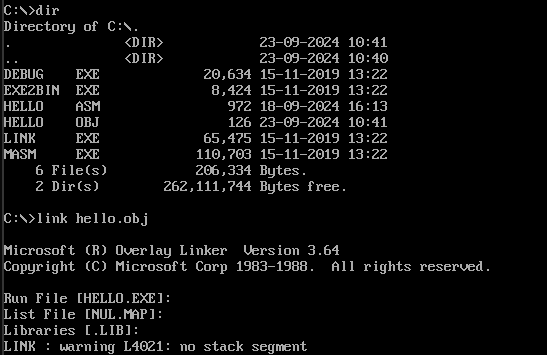 C:\>dir
Directory of C:\.
.              <DIR>            23-09-2024 10:41
..             <DIR>            23-09-2024 10:40
DEBUG    EXE             20,634 15-11-2019 13:22
EXE2BIN  EXE              8,424 15-11-2019 13:22
HELLO    ASM                972 18-09-2024 16:13
HELLO    OBJ                126 23-09-2024 10:41
LINK     EXE             65,475 15-11-2019 13:22
MASM     EXE            110,703 15-11-2019 13:22
    6 File(s)           206,334 Bytes.
    2 Dir(s)        262,111,744 Bytes free.
C:\>link hello.obj
Microsoft (R) Overlay Linker  Version 3.64
Copyright (C) Microsoft Corp 1983-1988.  All rights reserved.
Run File [HELLO.EXE]:
List File [NUL.MAP]:
Libraries [.LIB]:
LINK : warning L4021: no stack segment